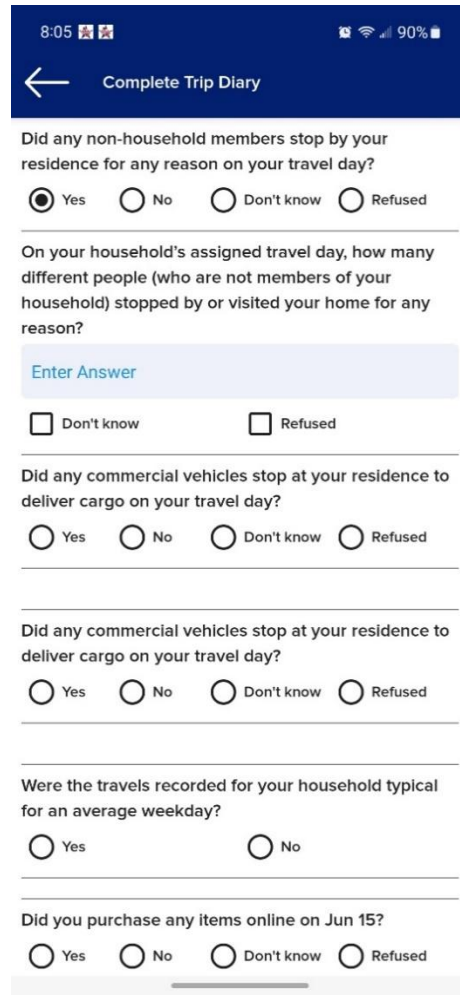 8:05 90%
Complete Trip Diary
Did any non-household members stop by your
residence for any reason on your travel day?
Yes No Don't know Refused
On your household's assigned travel day, how many
different people (who are not members of your
household) stopped by or visited your home for any
reason?
Enter Answer
Don't know Refused
Did any commercial vehicles stop at your residence to
deliver cargo on your travel day?
Yes No Don't know Refused
Did any commercial vehicles stop at your residence to
deliver cargo on your travel day?
Yes No Don't know Refused
Were the travels recorded for your household typical
for an average weekday?
Yes No
Did you purchase any items online on Jun 15?
Yes No Don't know Refused